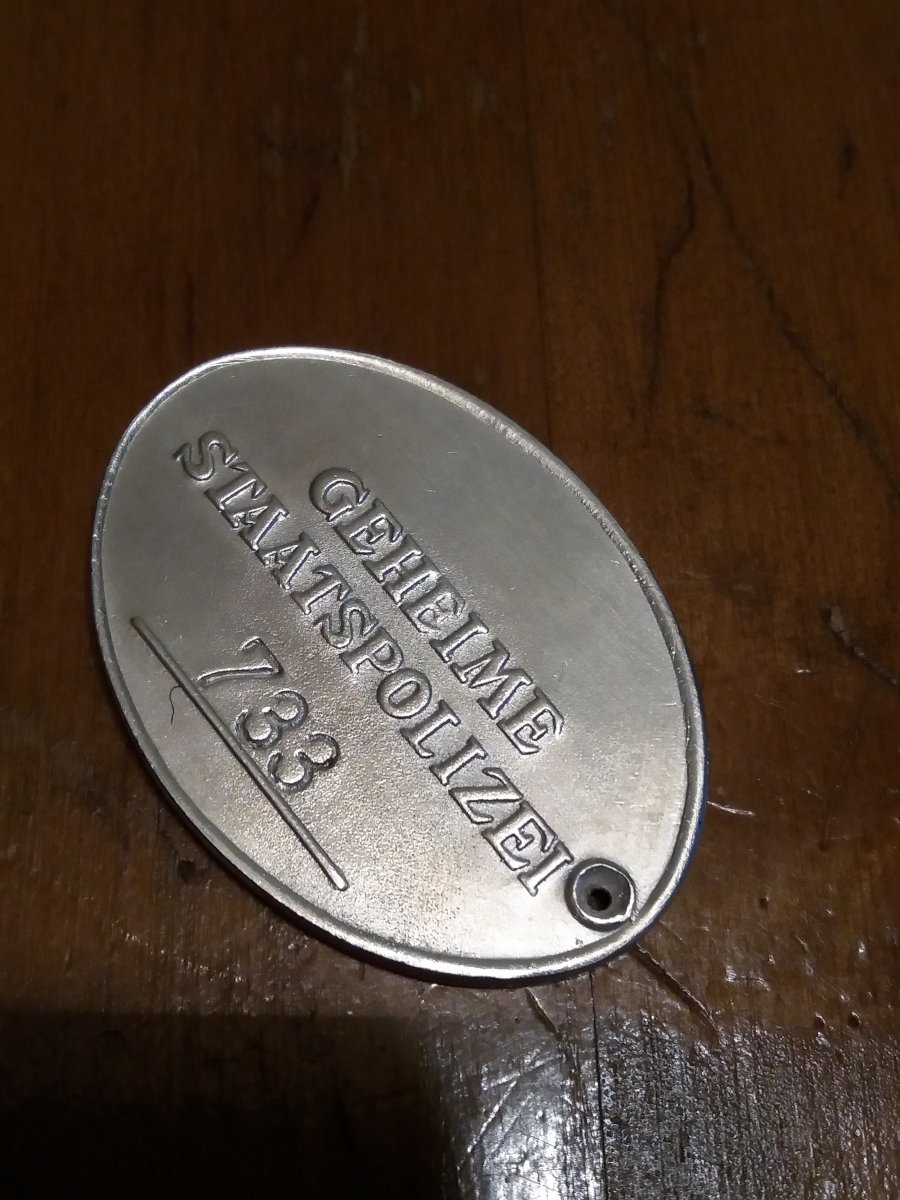 GEHEIME
STAATSPOLIZEI
733